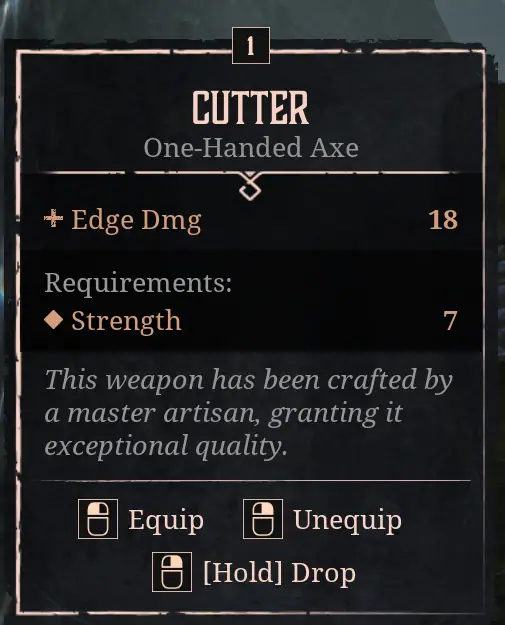 1
CUTTER
One-Handed Axe
Edge Dmg 18
Requirements:
Strength 7
This weapon has been crafted by
a master artisan, granting it
exceptional quality.
Equip Unequip
[Hold] Drop